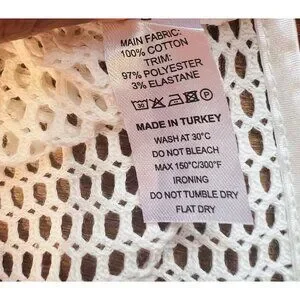 MAIN FABRIC:
100% COTTON
TRIM:
97% POLYESTER
3% ELASTANE
MADE IN TURKEY
WASH AT 30°C
DO NOT BLEACH
MAX 150°C/300°F
IRONING
DO NOT TUMBLE DRY
FLAT DRY